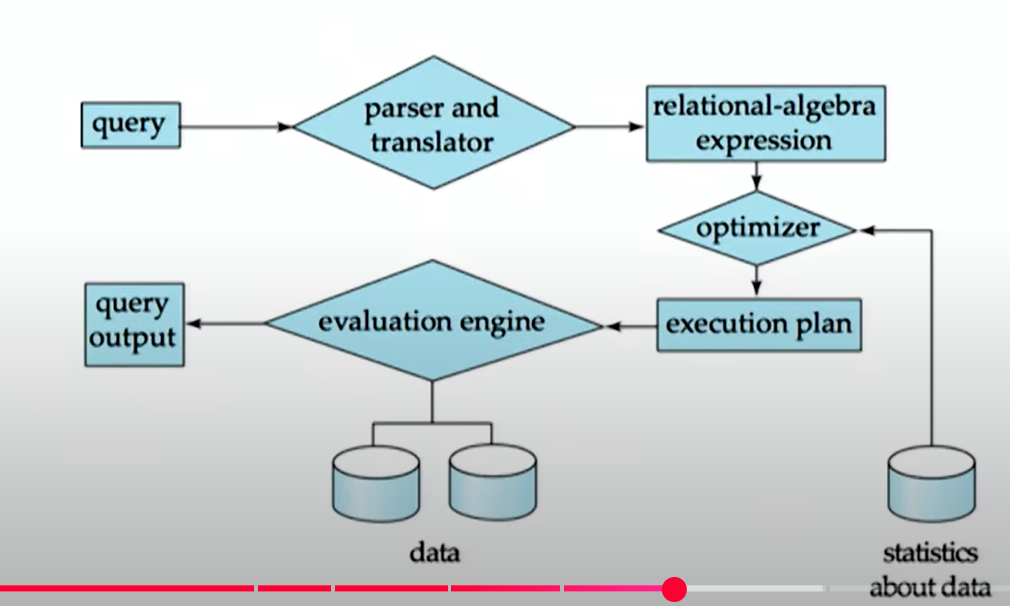 query
parser and
translator
relational-algebra
expression
optimizer
execution plan
evaluation engine
query
output
data
statistics
about data